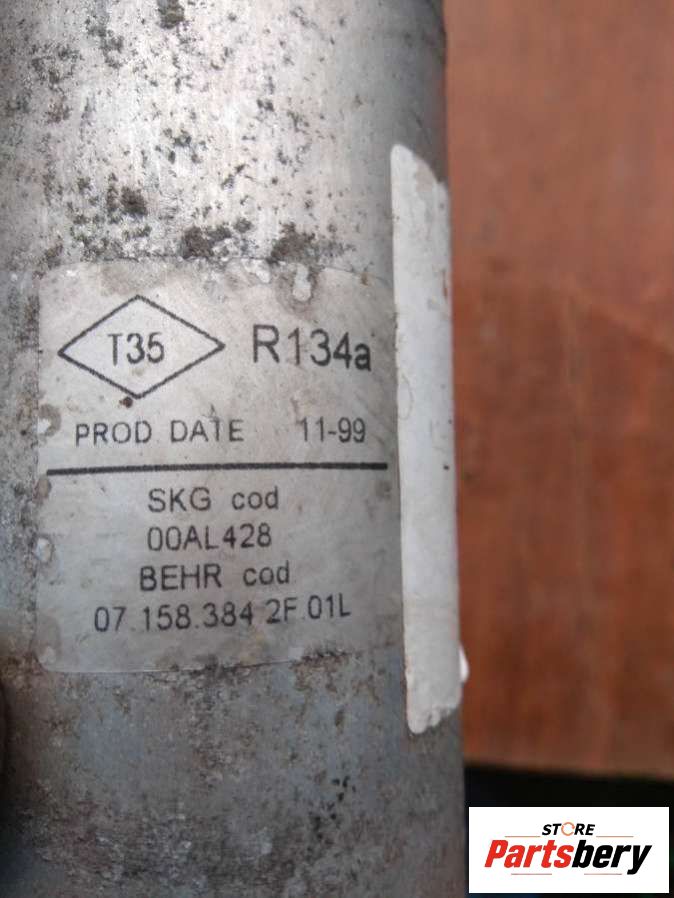 T35 R134a
PROD DATE 11-99
SKG cod
00AL428
BEHR cod
07.158.384 2F.01L
STORE
Partsbery